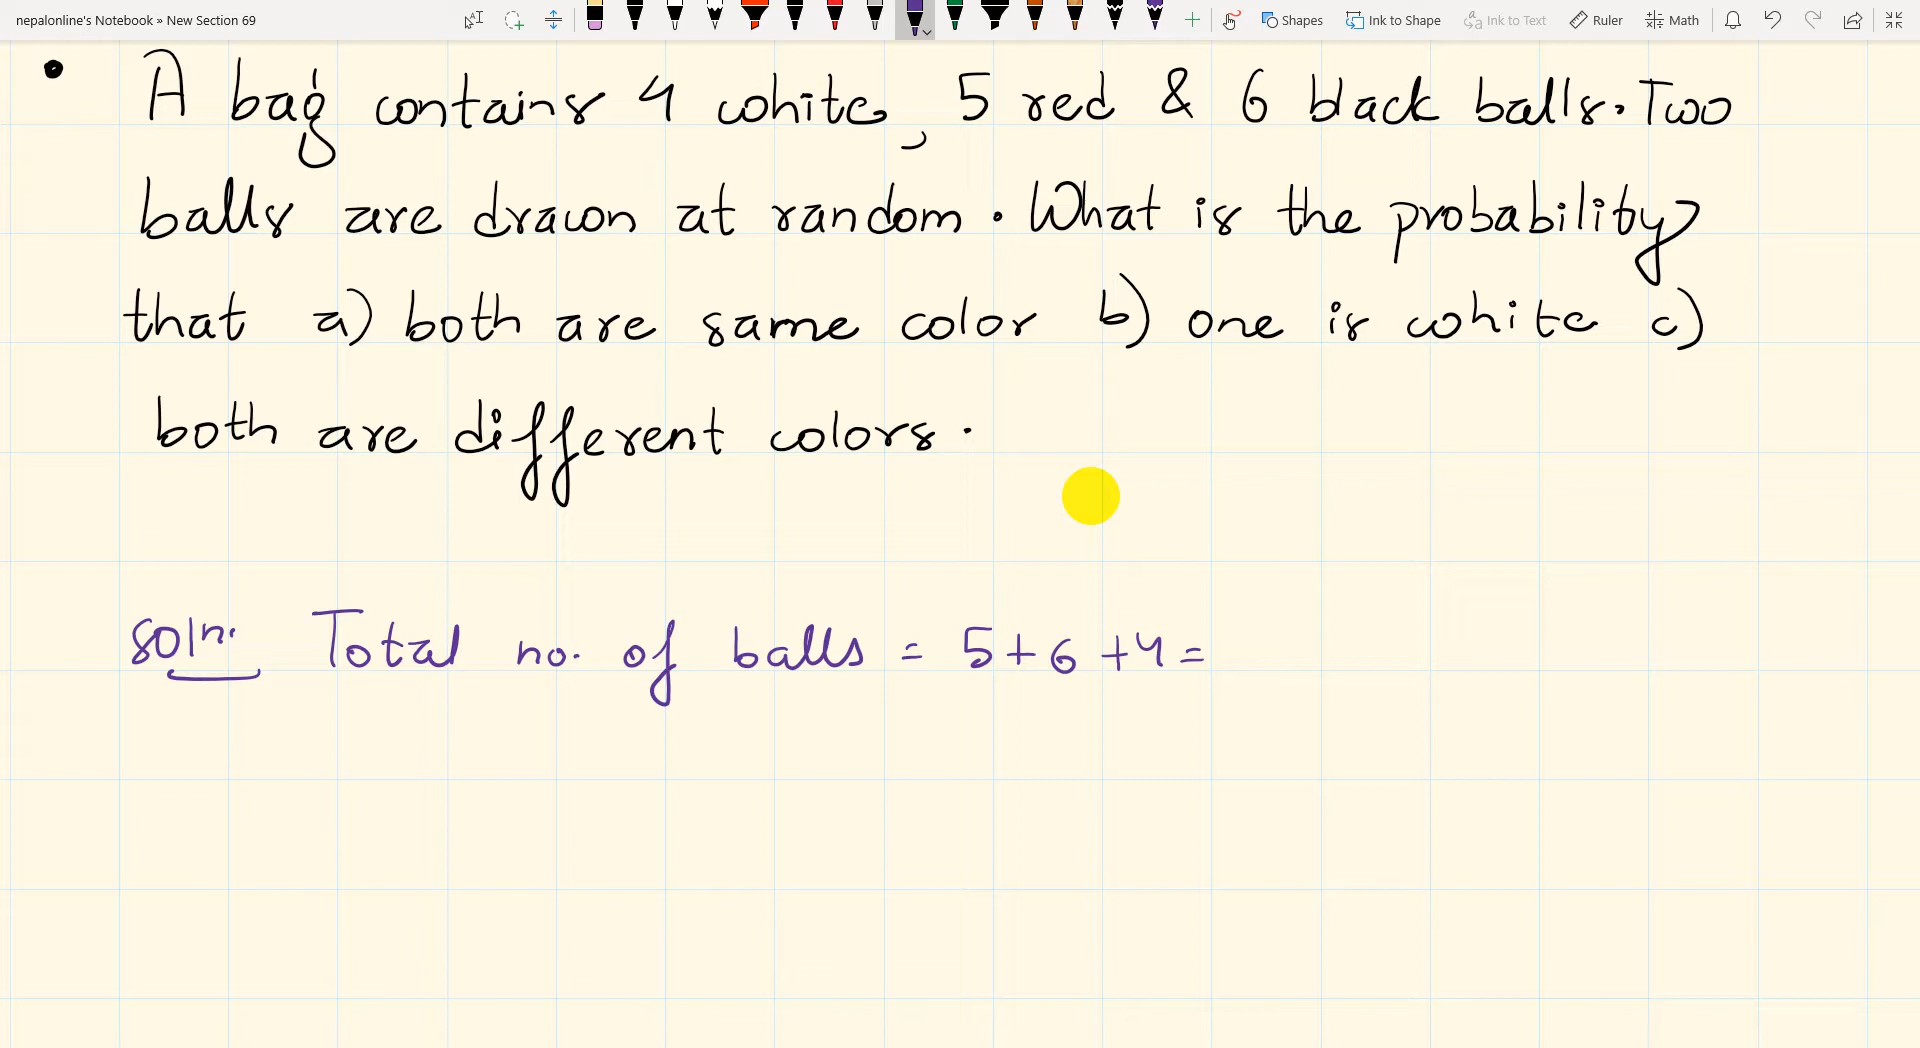 nepalonline's Notebook » New Section 69
Shapes Ink to Shape Ink to Text Ruler Math
A bag contains 4 white, 5 red & 6 black balls. Two
balls are drawn at random. What is the probability
that a) both are same color b) one is white c)
both are different colors.
soln. Total no. of balls = 5+6+4=